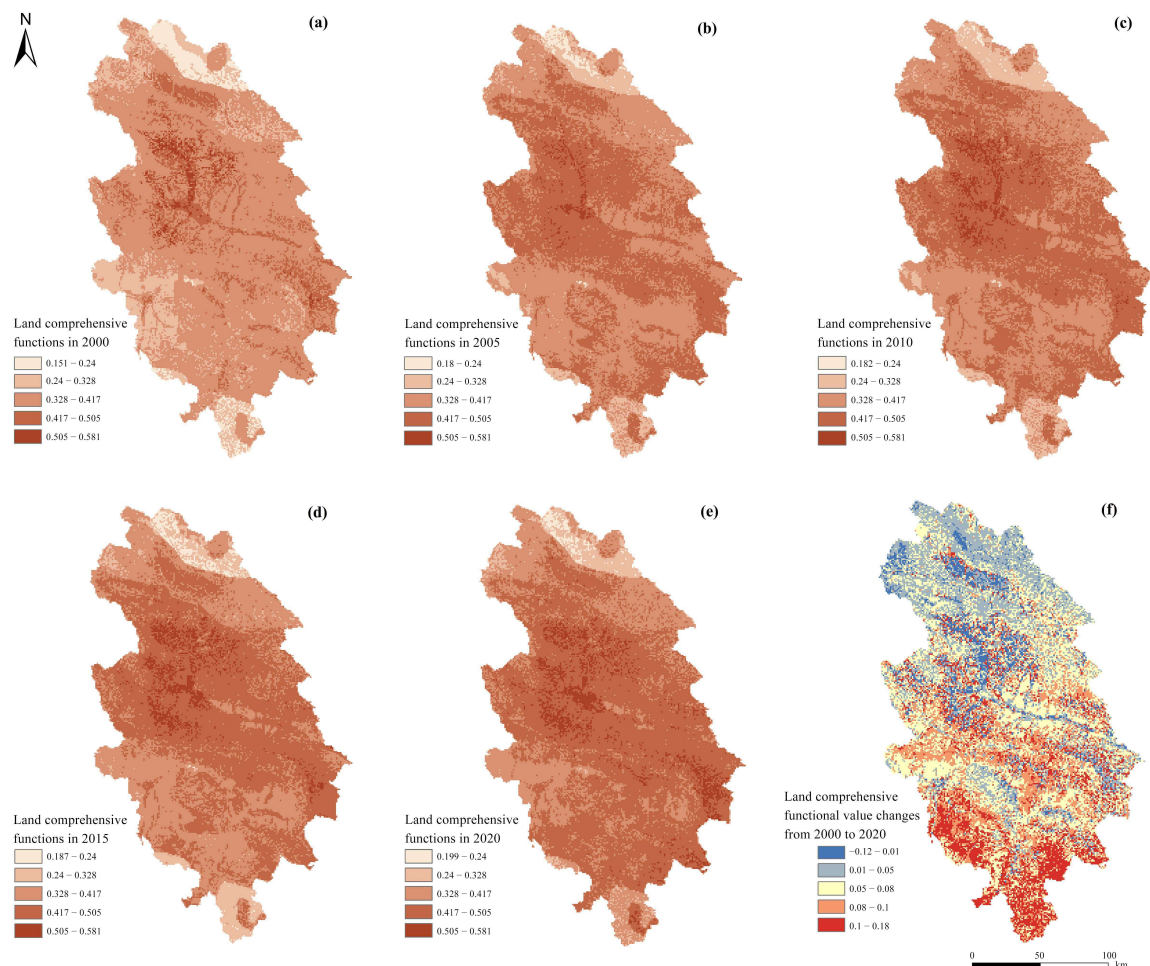 N
(a)
(b)
(c)
Land comprehensive
functions in 2000
0.151 − 0.24
0.24 − 0.328
0.328 − 0.417
0.417 − 0.505
0.505 − 0.581
Land comprehensive
functions in 2005
0.18 − 0.24
0.24 − 0.328
0.328 − 0.417
0.417 − 0.505
0.505 − 0.581
Land comprehensive
functions in 2010
0.182 − 0.24
0.24 − 0.328
0.328 − 0.417
0.417 − 0.505
0.505 − 0.581
(d)
(e)
(f)
Land comprehensive
functions in 2015
0.187 − 0.24
0.24 − 0.328
0.328 − 0.417
0.417 − 0.505
0.505 − 0.581
Land comprehensive
functions in 2020
0.199 − 0.24
0.24 − 0.328
0.328 − 0.417
0.417 − 0.505
0.505 − 0.581
Land comprehensive
functional value changes
from 2000 to 2020
−0.12 − 0.01
0.01 − 0.05
0.05 − 0.08
0.08 − 0.1
0.1 − 0.18
0 50 100
km